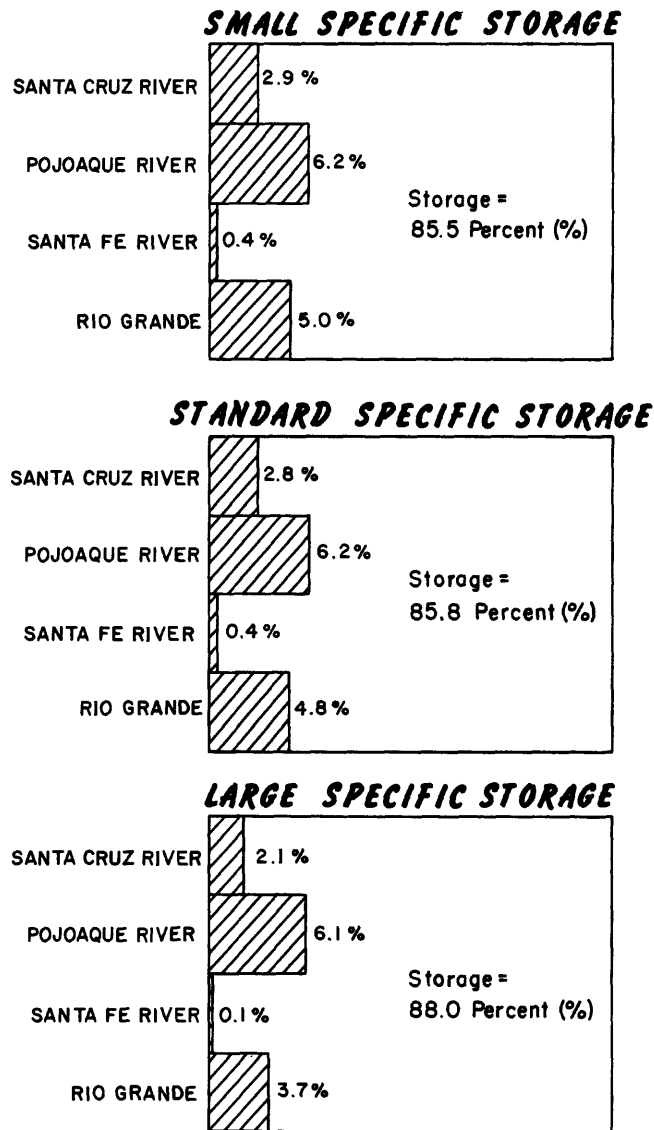 SMALL SPECIFIC STORAGE
SANTA CRUZ RIVER 2.9 %
POJOAQUE RIVER 6.2 %
Storage =
85.5 Percent (%)
SANTA FE RIVER 0.4 %
RIO GRANDE 5.0 %
STANDARD SPECIFIC STORAGE
SANTA CRUZ RIVER 2.8 %
POJOAQUE RIVER 6.2%
Storage =
85.8 Percent (%)
SANTA FE RIVER 0.4 %
RIO GRANDE 4.8 %
LARGE SPECIFIC STORAGE
SANTA CRUZ RIVER 2.1 %
POJOAQUE RIVER 6.1 %
Storage =
88.0 Percent (%)
SANTA FE RIVER 0.1 %
RIO GRANDE 3.7%